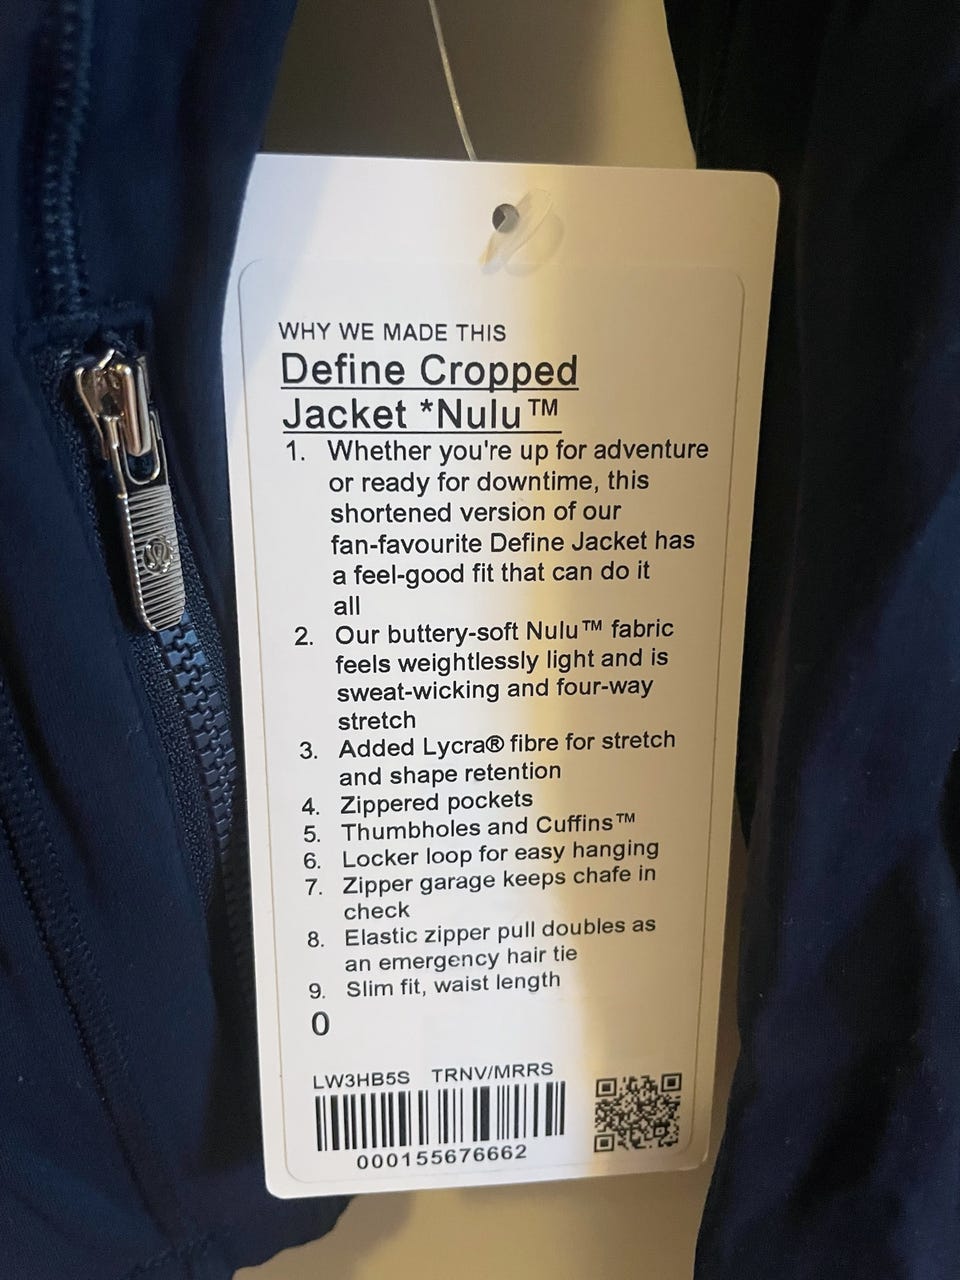 WHY WE MADE THIS
Define Cropped
Jacket *Nulu™
1. Whether you're up for adventure
or ready for downtime, this
shortened version of our
fan-favourite Define Jacket has
a feel-good fit that can do it
all
2. Our buttery-soft Nulu™ fabric
feels weightlessly light and is
sweat-wicking and four-way
stretch
3. Added Lycra® fibre for stretch
and shape retention
4. Zippered pockets
5. Thumbholes and Cuffins™
6. Locker loop for easy hanging
7. Zipper garage keeps chafe in
check
8. Elastic zipper pull doubles as
an emergency hair tie
9. Slim fit, waist length
0
LW3HB5S TRNV/MRRS
000155676662